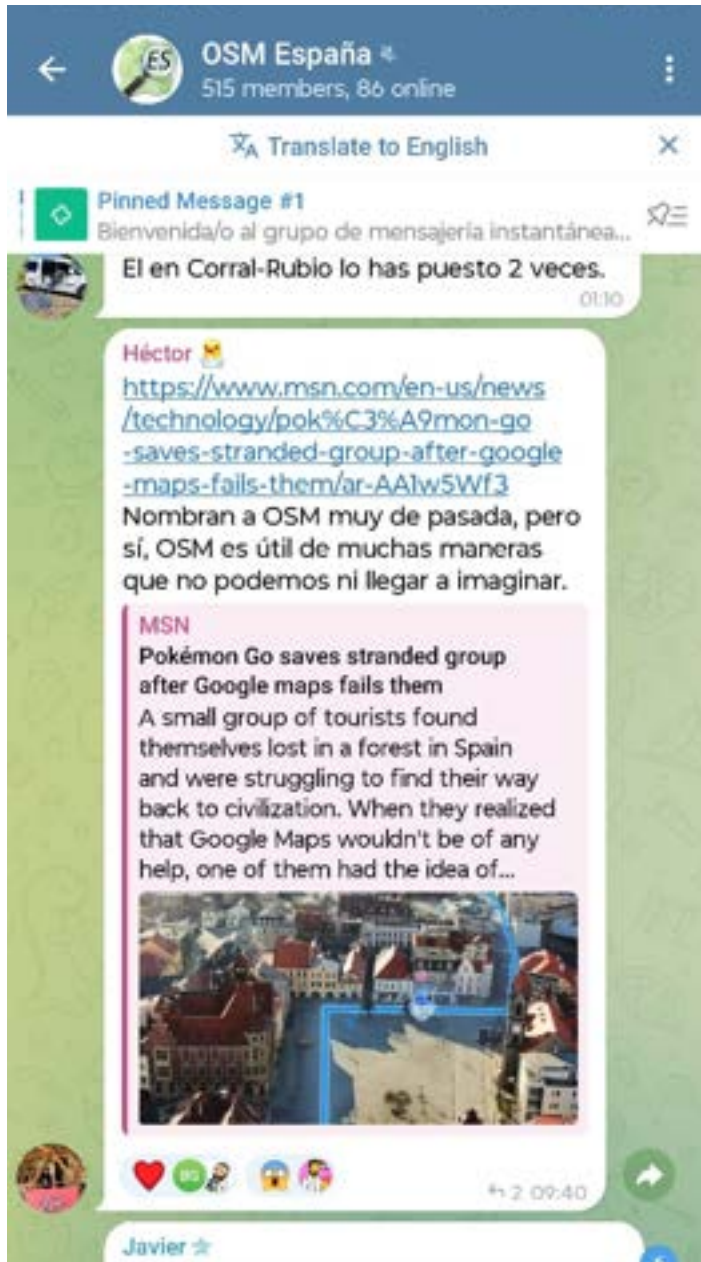 ES
OSM España
515 members, 86 online
Translate to English
Pinned Message #1
Bienvenida/o al grupo de mensajería instantánea...
El en Corral-Rubio lo has puesto 2 veces.
01:10
Héctor
https://www.msn.com/en-us/news
/technology/pok%C3%A9mon-go
-saves-stranded-group-after-google
-maps-fails-them/ar-AA1w5Wf3
Nombran a OSM muy de pasada, pero
sí, OSM es útil de muchas maneras
que no podemos ni llegar a imaginar.
MSN
Pokémon Go saves stranded group
after Google maps fails them
A small group of tourists found
themselves lost in a forest in Spain
and were struggling to find their way
back to civilization. When they realized
that Google Maps wouldn't be of any
help, one of them had the idea of...
BG
2 09:40
Javier